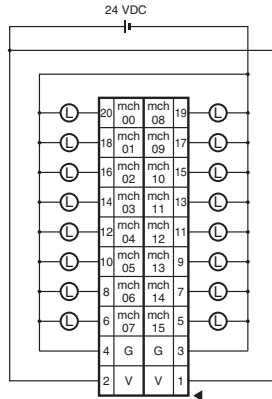 24 VDC
L 20 mch 00 mch 08 19 L
L 18 mch 01 mch 09 17 L
L 16 mch 02 mch 10 15 L
L 14 mch 03 mch 11 13 L
L 12 mch 04 mch 12 11 L
L 10 mch 05 mch 13 9 L
L 8 mch 06 mch 14 7 L
L 6 mch 07 mch 15 5 L
4 G G 3
2 V V 1